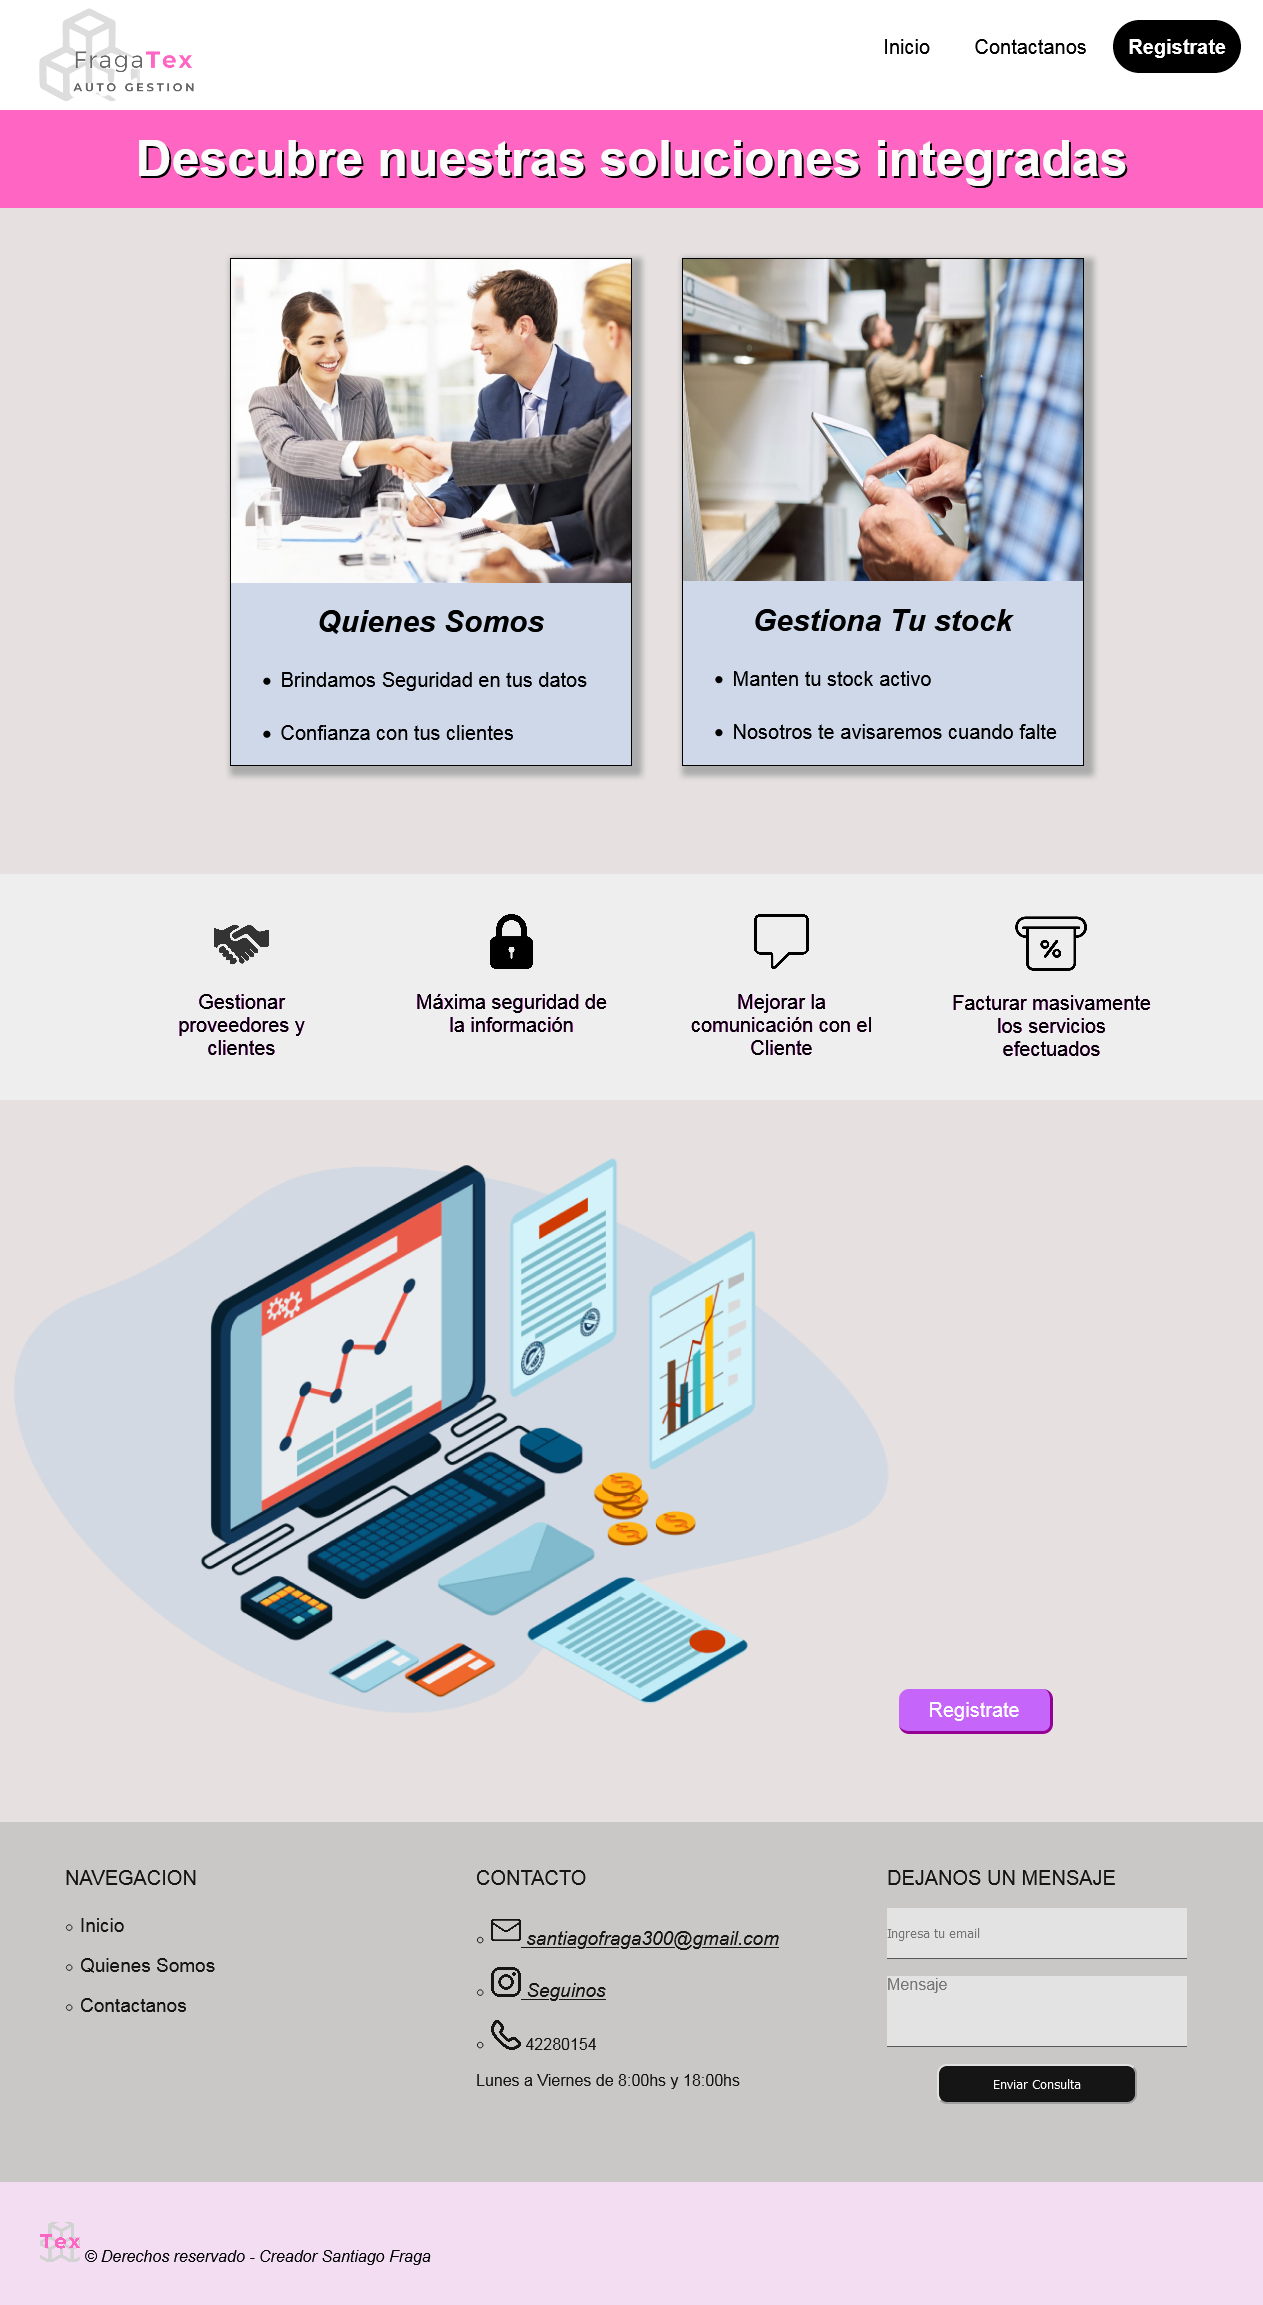 FragaTex
AUTO GESTION
Inicio
Contactanos
Registrate
Descubre nuestras soluciones integradas
Quienes Somos
Brindamos Seguridad en tus datos
Confianza con tus clientes
Gestiona Tu stock
Manten tu stock activo
Nosotros te avisaremos cuando falte
Gestionar
proveedores y
clientes
Máxima seguridad de
la información
Mejorar la
comunicación con el
Cliente
%
Facturar masivamente
los servicios
efectuados
Registrate
NAVEGACION
Inicio
Quienes Somos
Contactanos
CONTACTO
santiagofraga300@gmail.com
Seguinos
42280154
Lunes a Viernes de 8:00hs y 18:00hs
DEJANOS UN MENSAJE
Ingresa tu email
Mensaje
Enviar Consulta
Tex
© Derechos reservado - Creador Santiago Fraga